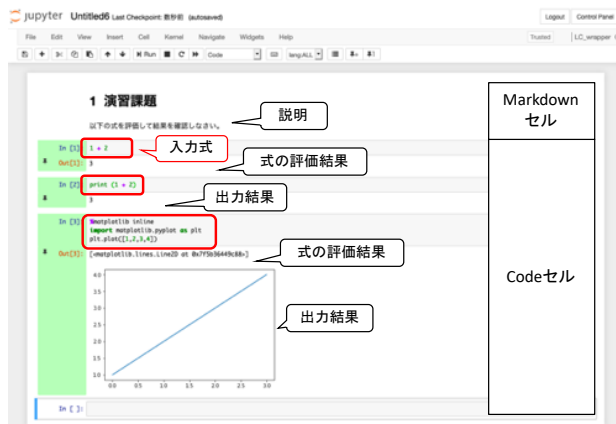 jupyter Untitled6 Last Checkpoint: 数秒前 (autosaved)
Logout Control Panel
File Edit View Insert Cell Kernel Navigate Widgets Help
Trusted LC_wrapper
Run Code lang:ALL
1 演習課題
以下の式を評価して結果を確認しなさい。
説明
Markdown
セル
In [1]: 1 + 2
入力式
Out[1]: 3
式の評価結果
In [2]: print (1 + 2)
3
出力結果
In [3]: %matplotlib inline
import matplotlib.pyplot as plt
plt.plot([1,2,3,4])
式の評価結果
Out[3]: [<matplotlib.lines.Line2D at 0x7f5b36449c88>]
Codeセル
4.0
3.5
3.0
出力結果
2.5
2.0
1.5
1.0
0.0 0.5 1.0 1.5 2.0 2.5 3.0
In [ ]: